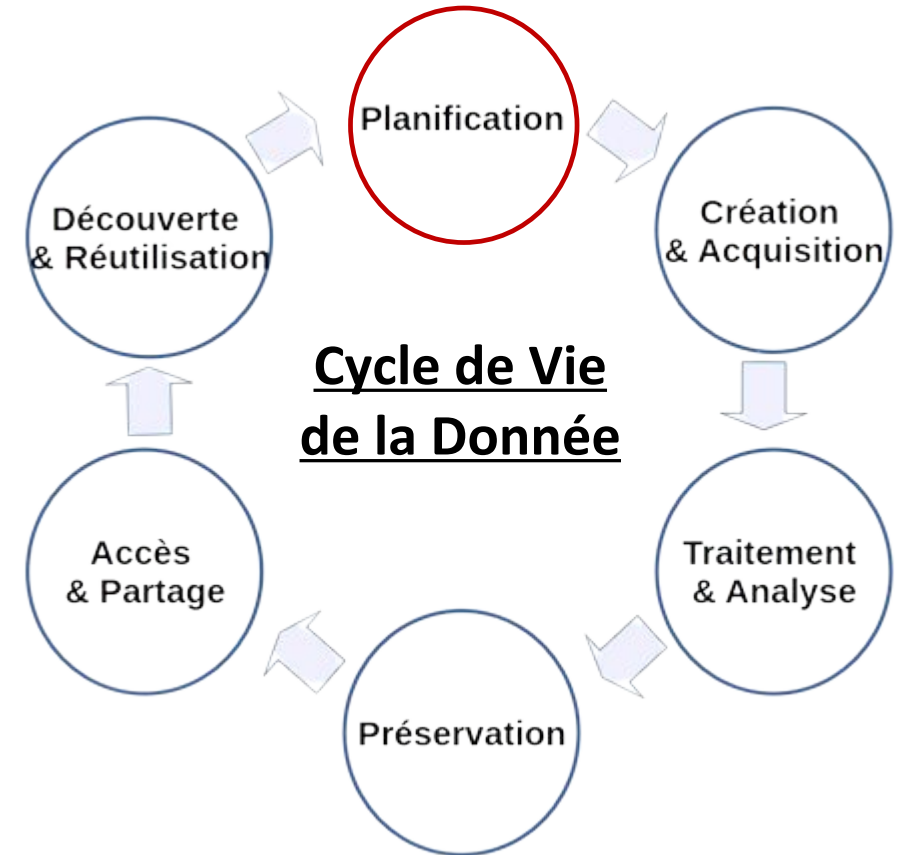 Planification
Création
& Acquisition
Traitement
& Analyse
Préservation
Accès
& Partage
Découverte
& Réutilisation
Cycle de Vie
de la Donnée